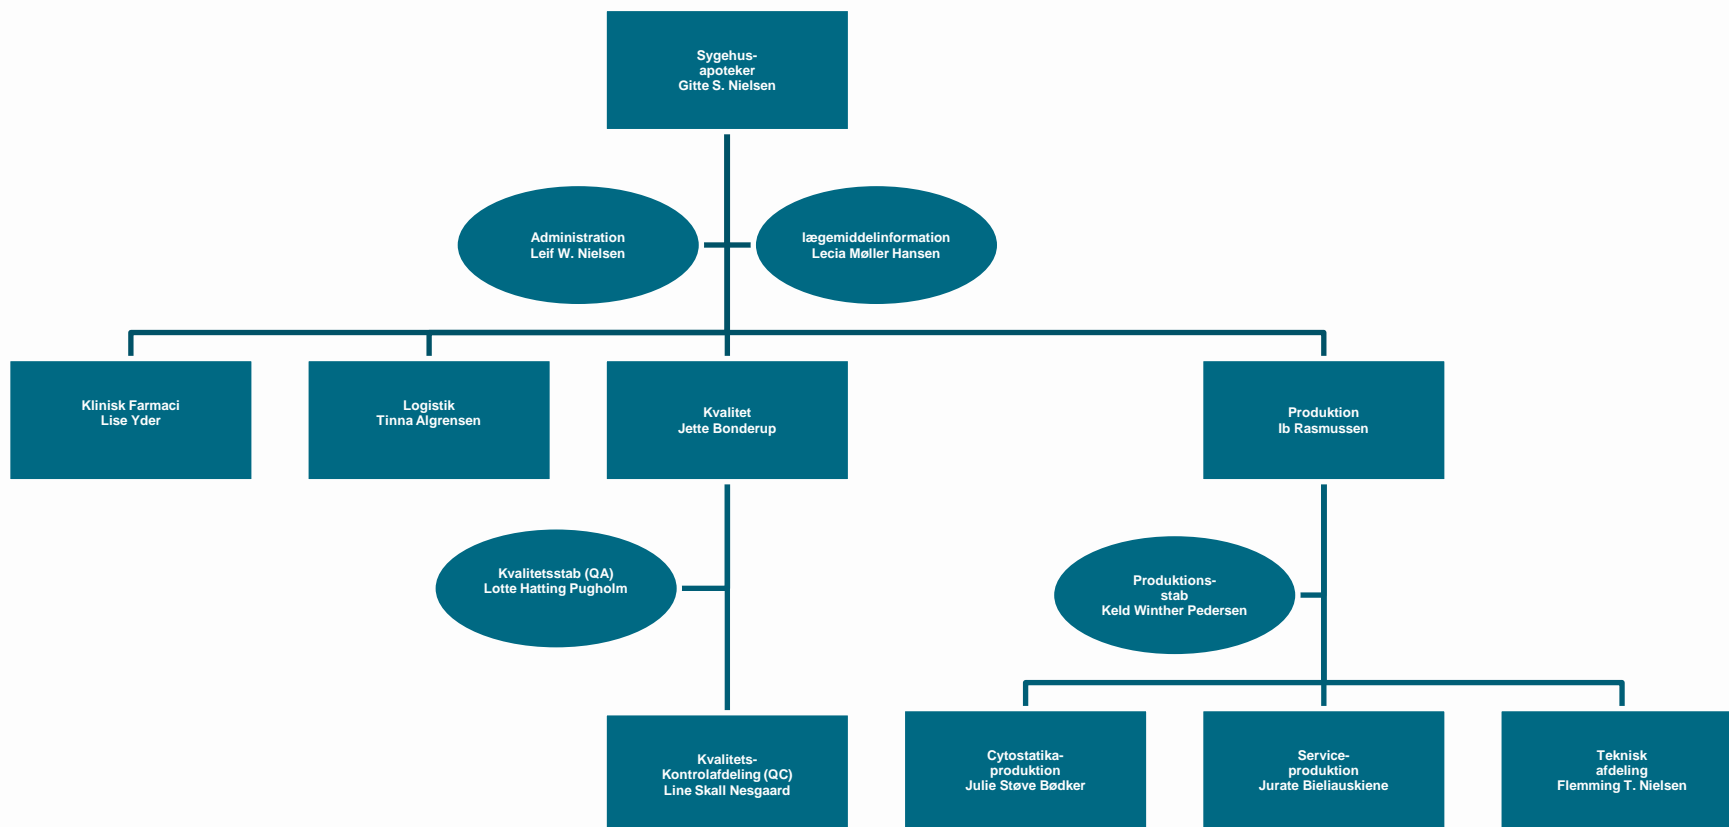 Sygehus-
apoteker
Gitte S. Nielsen
Administration
Leif W. Nielsen
lægemiddelinformation
Lecia Møller Hansen
Klinisk Farmaci
Lise Yder
Logistik
Tinna Algrensen
Kvalitet
Jette Bonderup
Produktion
Ib Rasmussen
Kvalitetsstab (QA)
Lotte Hatting Pugholm
Produktions-
stab
Keld Winther Pedersen
Kvalitets-
Kontrolafdeling (QC)
Line Skall Nesgaard
Cytostatika-
produktion
Julie Støve Bødker
Service-
produktion
Jurate Bieliauskiene
Teknisk
afdeling
Flemming T. Nielsen